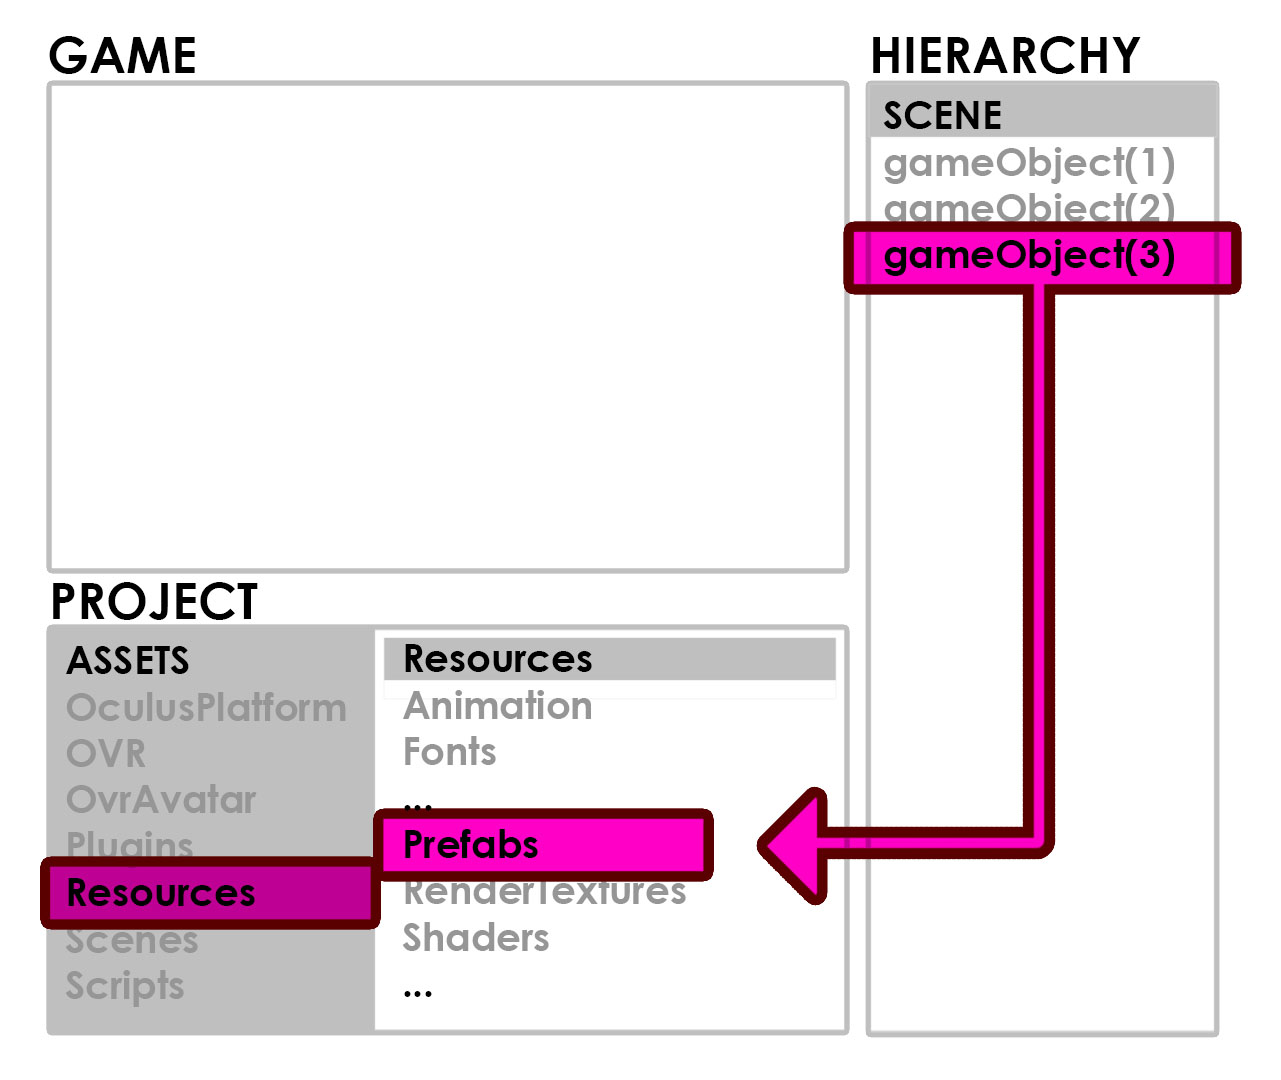 GAME
HIERARCHY
SCENE
gameObject(1)
gameObject(2)
gameObject(3)
PROJECT
ASSETS
OculusPlatform
OVR
OvrAvatar
Plugins
Resources
Scenes
Scripts
Resources
Animation
Fonts
...
Prefabs
RenderTextures
Shaders
...